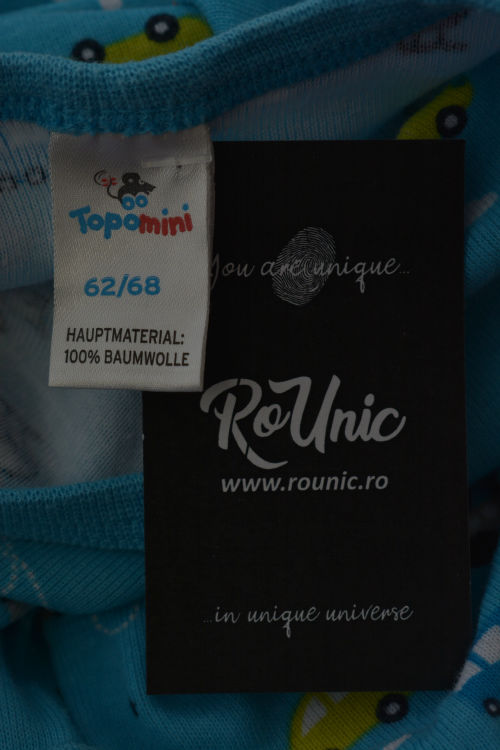 Topomini
62/68
HAUPTMATERIAL:
100% BAUMWOLLE
You are unique...
RoUnic
www.rounic.ro
...in unique universe